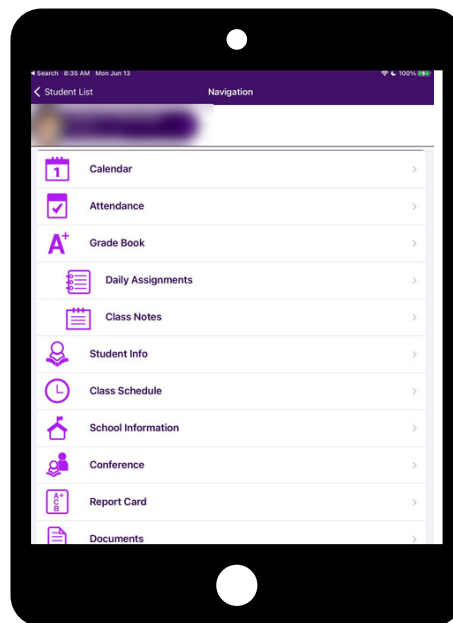 Search 8:35 AM Mon Jun 13 100%
Student List Navigation
1 Calendar
Attendance
A+ Grade Book
Daily Assignments
Class Notes
Student Info
Class Schedule
School Information
Conference
A+ C B Report Card
Documents